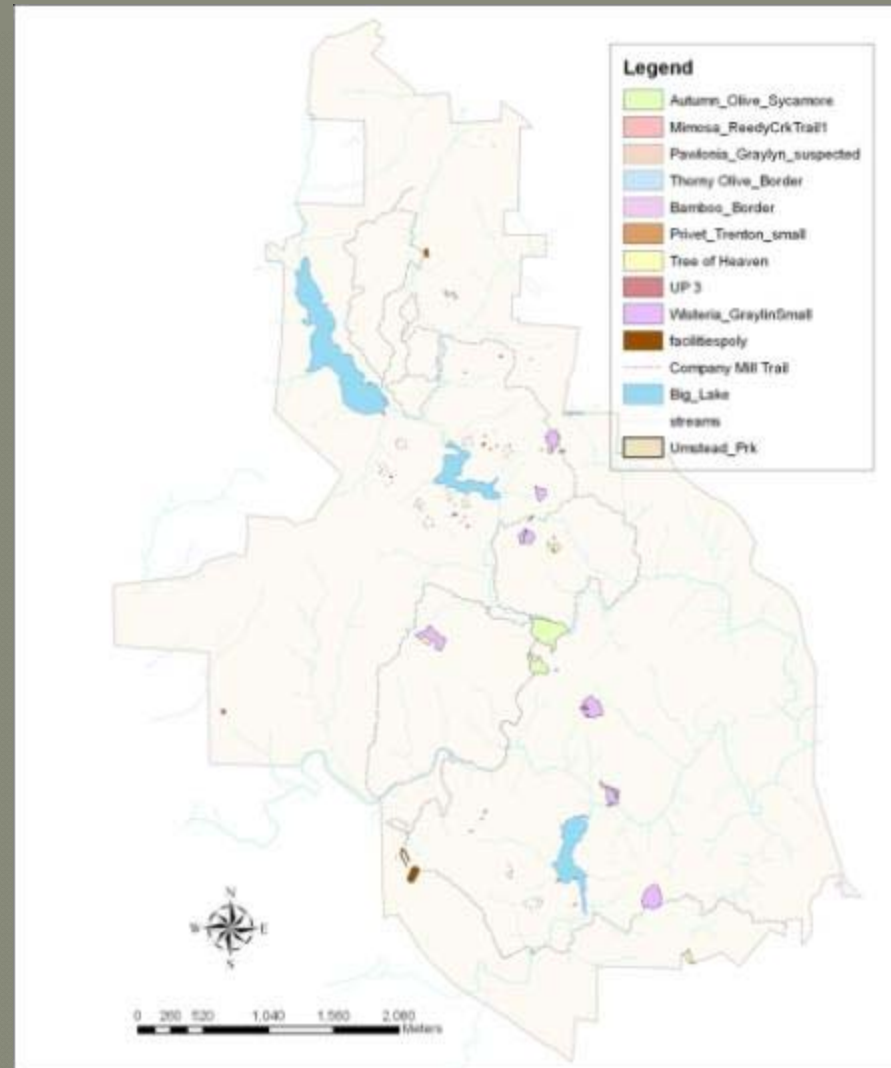 Legend
Autumn_Olive_Sycamore
Mimosa_ReedyCrkTrail1
Pawlonia_Graylyn_suspected
Thorny Olive_Border
Bamboo_Border
Privet_Trenton_small
Tree of Heaven
UP 3
Wisteria_GraylinSmall
facilitiespoly
Company Mill Trail
Big_Lake
streams
Umstead_Prk
N
W E
S
0 260 520 1,040 1,560 2,080
Meters